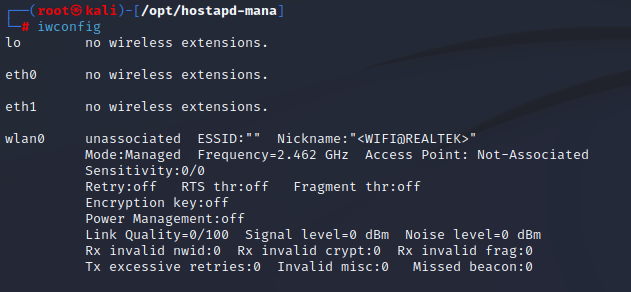 ┌──(root㉿kali)-[/opt/hostapd-mana]
└─# iwconfig
lo        no wireless extensions.
eth0      no wireless extensions.
eth1      no wireless extensions.
wlan0     unassociated  ESSID:""  Nickname:"<WIFI@REALTEK>"
          Mode:Managed  Frequency=2.462 GHz  Access Point: Not-Associated
          Sensitivity:0/0
          Retry:off   RTS thr:off   Fragment thr:off
          Encryption key:off
          Power Management:off
          Link Quality=0/100  Signal level=0 dBm  Noise level=0 dBm
          Rx invalid nwid:0  Rx invalid crypt:0  Rx invalid frag:0
          Tx excessive retries:0  Invalid misc:0   Missed beacon:0